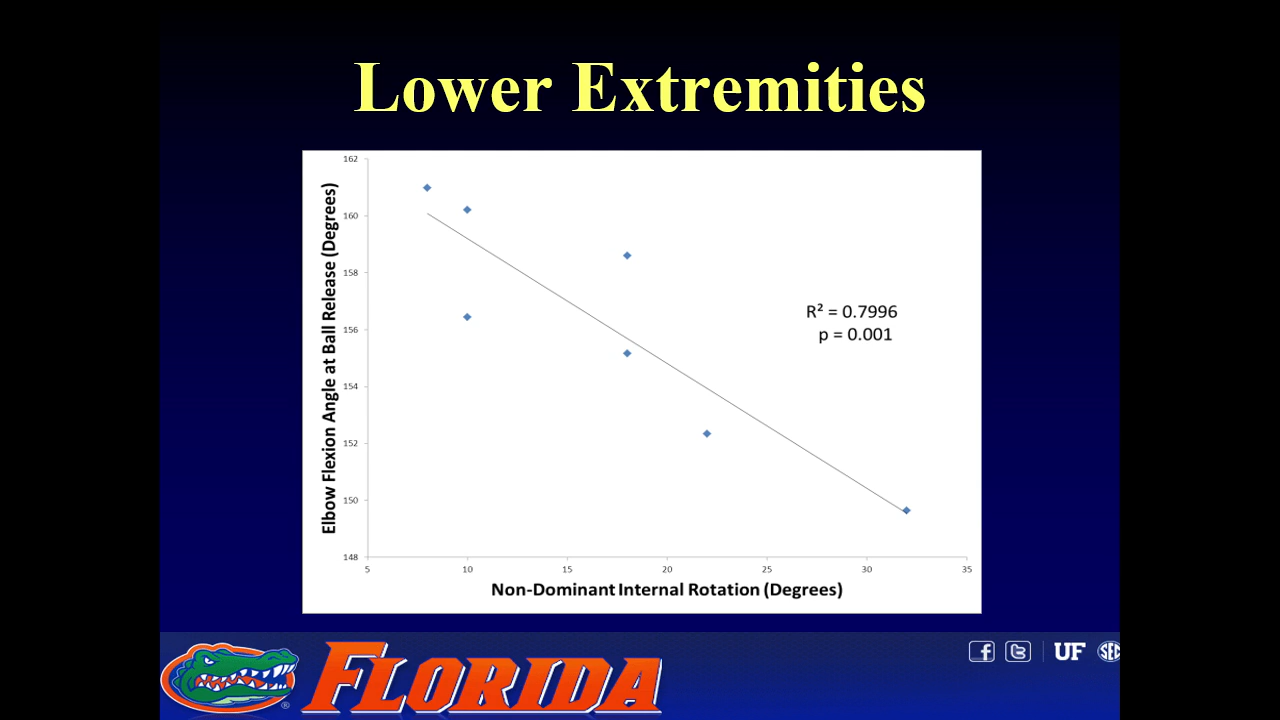 Lower Extremities
162
160
158
156
154
152
150
148
Elbow Flexion Angle at Ball Release (Degrees)
R² = 0.7996
p = 0.001
5 10 15 20 25 30 35
Non-Dominant Internal Rotation (Degrees)
®
FLORIDA
f t UF SEC